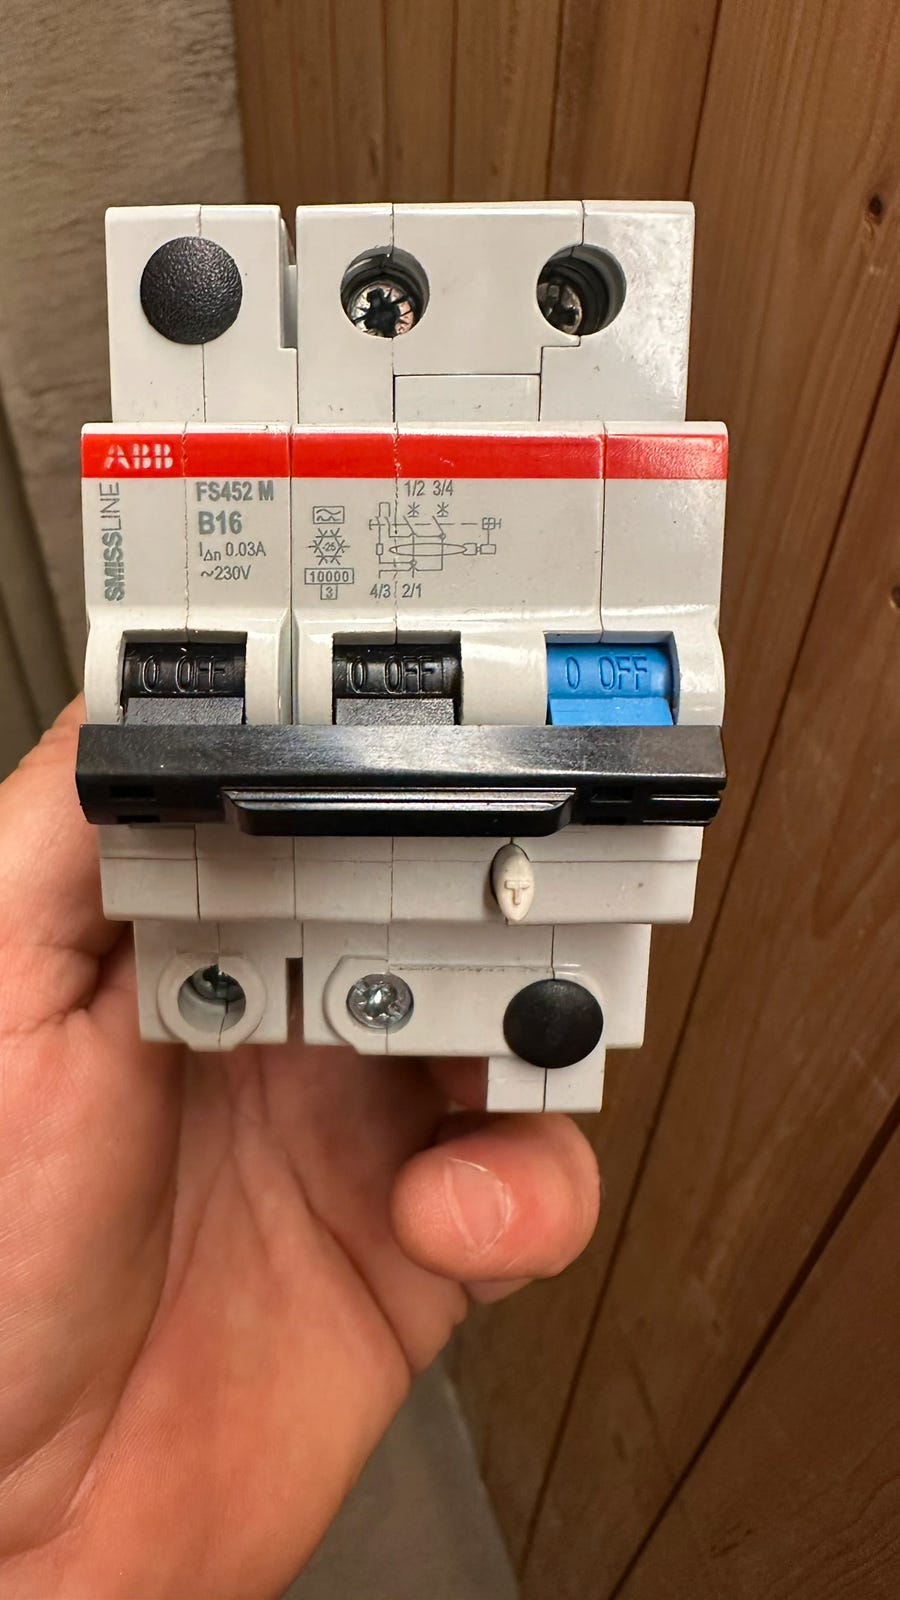 ABB
SMISSLINE
FS452 M
B16
IΔn 0.03A
~230V
-25
10000
3
1/2 3/4
4/3 2/1
0 OFF
0 OFF
0 OFF
T